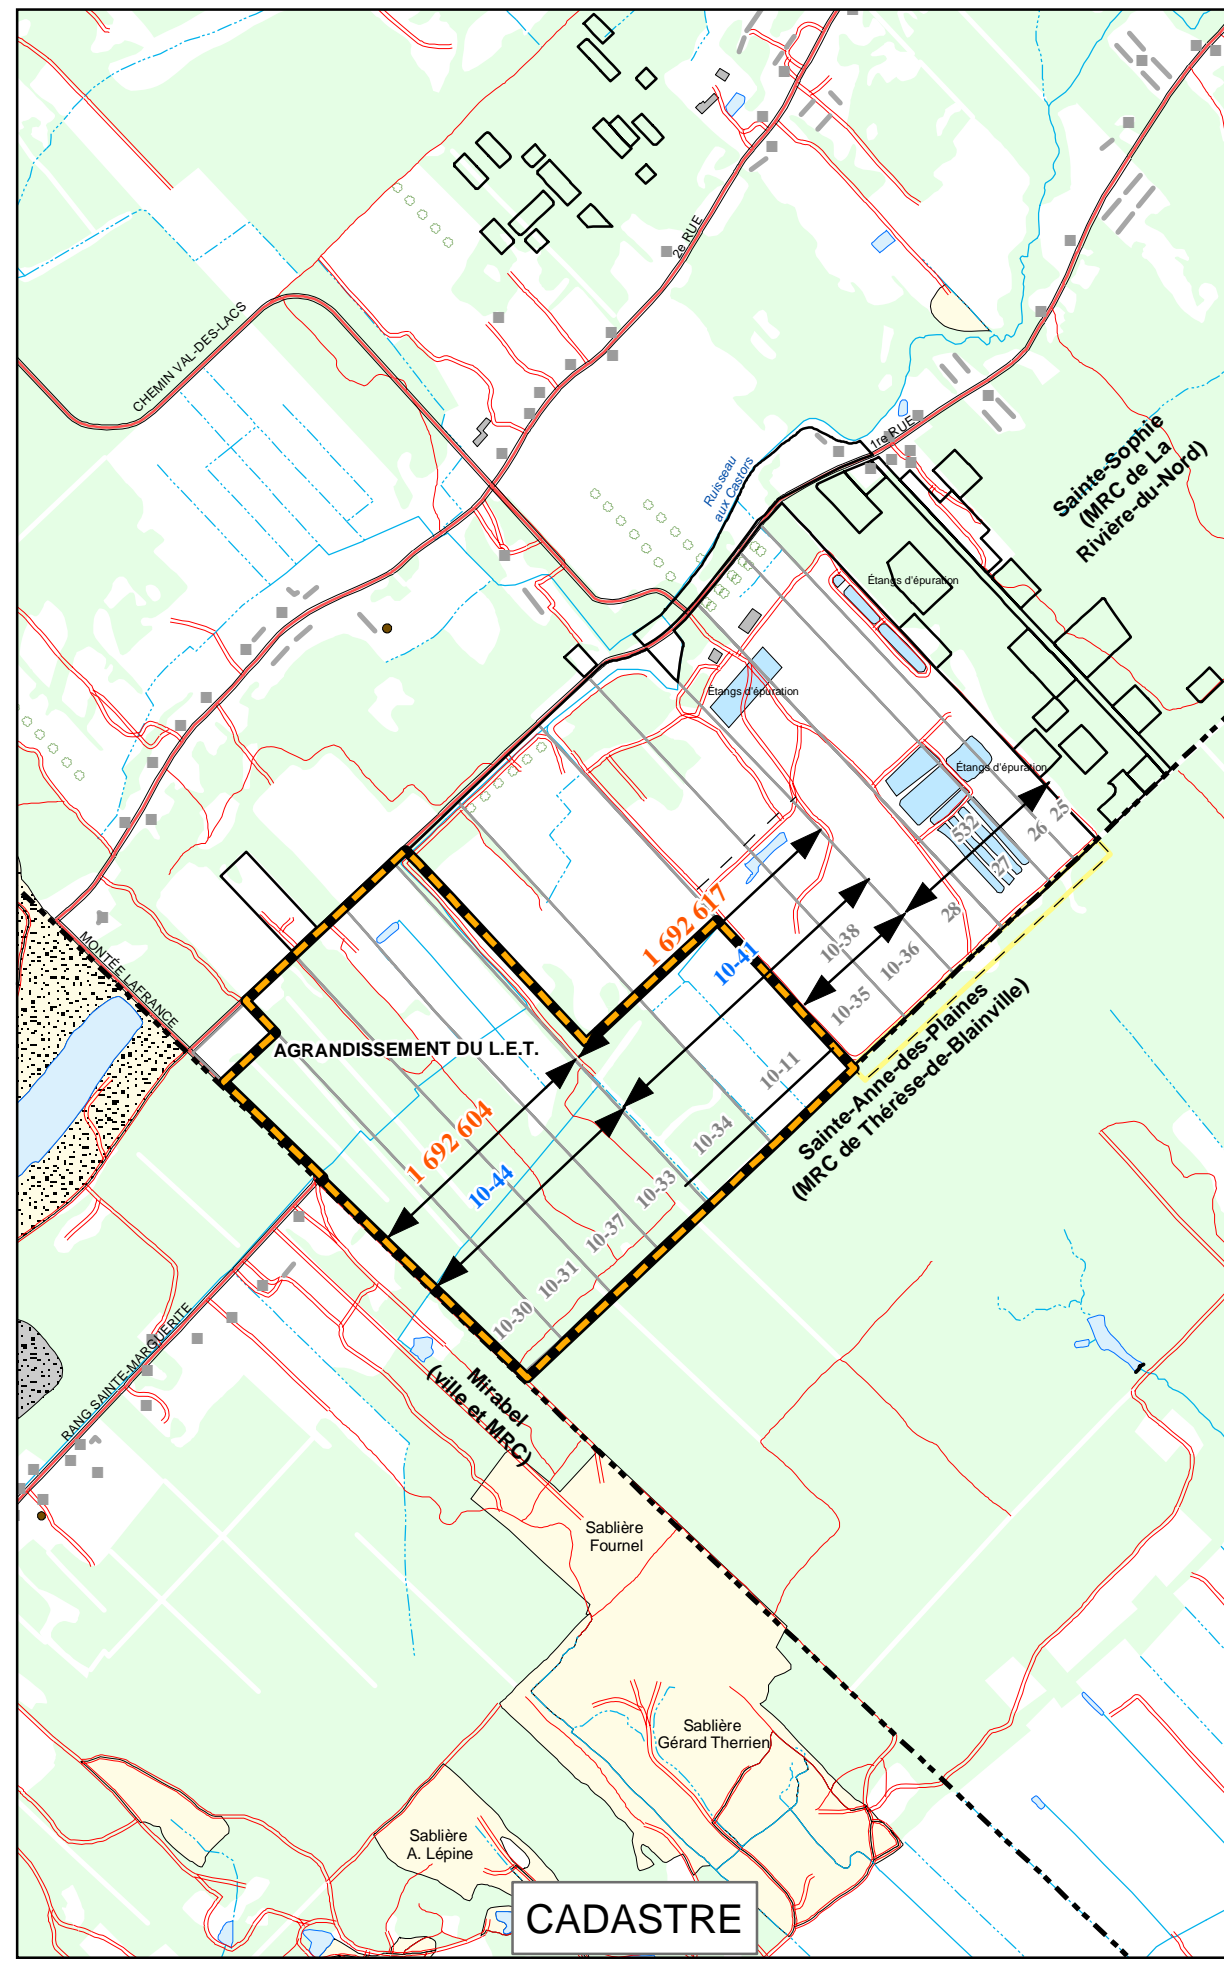 2e RUE
CHEMIN VAL-DES-LACS
1re RUE
Ruisseau
aux Castors
Sainte-Sophie
(MRC de La
Rivière-du-Nord)
Étangs d'épuration
Étangs d'épuration
Étangs d'épuration
532
25
26
27
28
1 692 617
10-41
10-38
10-36
10-35
MONTÉE LAFRANCE
AGRANDISSEMENT DU L.E.T.
Sainte-Anne-des-Plaines
(MRC de Thérèse-de-Blainville)
10-11
10-34
1 692 604
10-44
10-33
10-37
10-31
10-30
RANG SAINTE-MARGUERITE
Mirabel
(ville et MRC)
Sablière
Fournel
Sablière
Gérard Therrien
Sablière
A. Lépine
CADASTRE